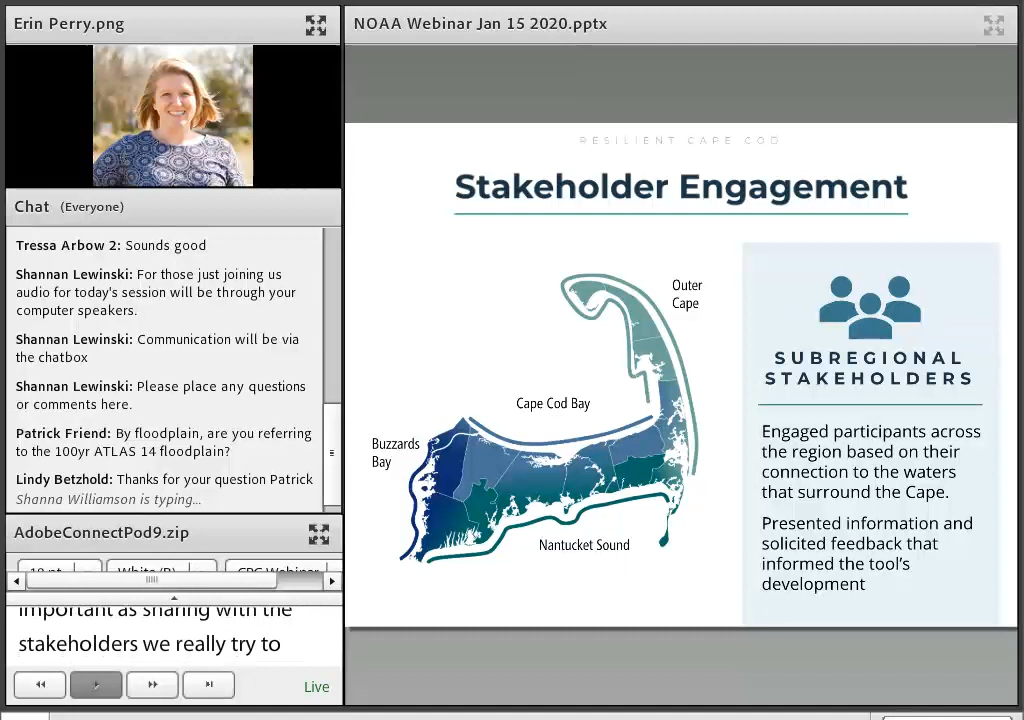 Erin Perry.png
Chat (Everyone)
Tressa Arbow 2: Sounds good
Shannan Lewinski: For those just joining us
audio for today's session will be through your
computer speakers.
Shannan Lewinski: Communication will be via
the chatbox
Shannan Lewinski: Please place any questions
or comments here.
Patrick Friend: By floodplain, are you referring
to the 100yr ATLAS 14 floodplain?
Lindy Betzhold: Thanks for your question Patrick
Shanna Williamson is typing...
AdobeConnectPod9.zip
18 pt
White (B)
CPC Webinar
important as sharing with the
stakeholders we really try to
Live
NOAA Webinar Jan 15 2020.pptx
RESILIENT CAPE COD
Stakeholder Engagement
Outer
Cape
Cape Cod Bay
Buzzards
Bay
Nantucket Sound
SUBREGIONAL
STAKEHOLDERS
Engaged participants across
the region based on their
connection to the waters
that surround the Cape.
Presented information and
solicited feedback that
informed the tool's
development